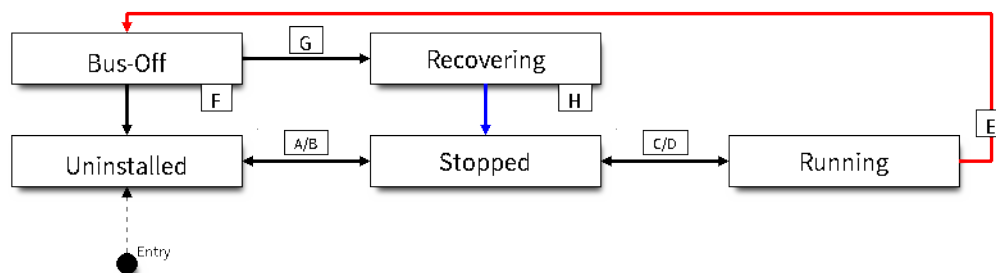 G
Bus-Off
Recovering
F
H
E
A/B
C/D
Uninstalled
Stopped
Running
Entry